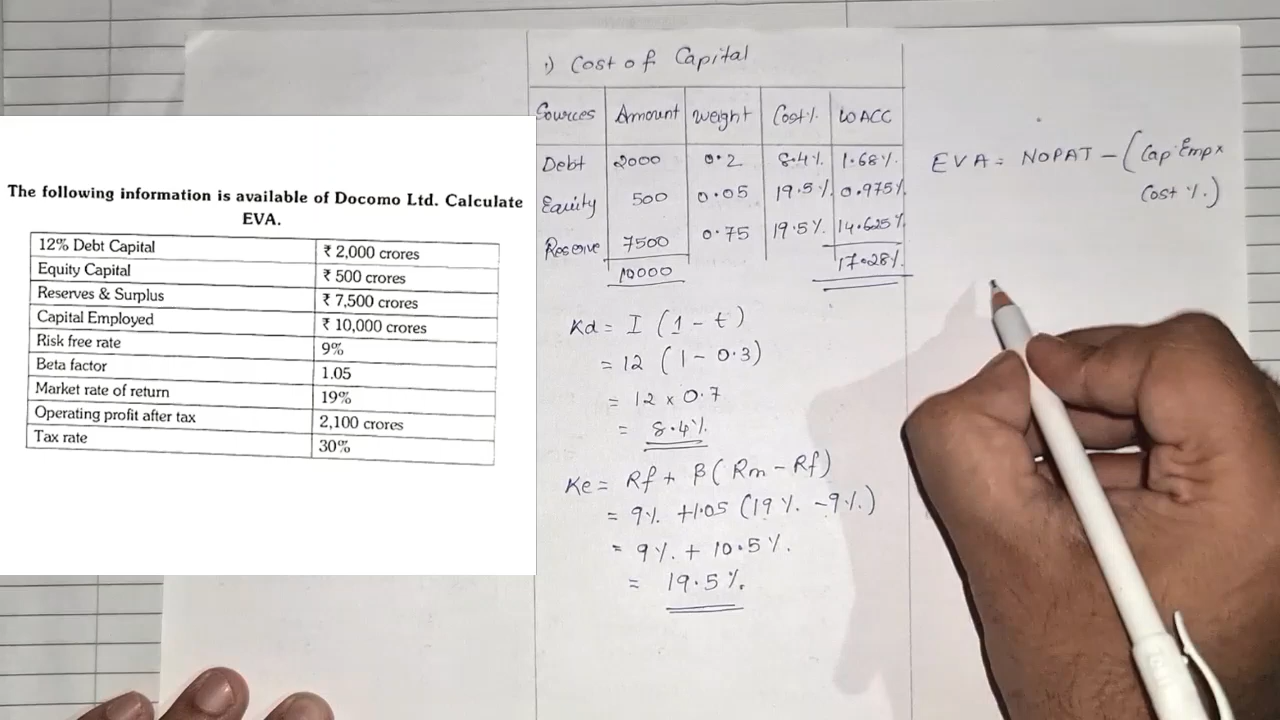 The following information is available of Docomo Ltd. Calculate
EVA.
12% Debt Capital ₹ 2,000 crores
Equity Capital ₹ 500 crores
Reserves & Surplus ₹ 7,500 crores
Capital Employed ₹ 10,000 crores
Risk free rate 9%
Beta factor 1.05
Market rate of return 19%
Operating profit after tax 2,100 crores
Tax rate 30%
1) Cost of Capital
Sources Amount Weight Cost% WACC
Debt 2000 0.2 8.4% 1.68%
Equity 500 0.05 19.5% 0.975%
Reserve 7500 0.75 19.5% 14.625%
10000 17.28%
Kd = I (1 - t)
= 12 (1 - 0.3)
= 12 x 0.7
= 8.4%
Ke = Rf + β (Rm - Rf)
= 9% + 1.05 (19% - 9%)
= 9% + 10.5%
= 19.5%
EVA = NOPAT - (Cap Emp x
Cost %.)